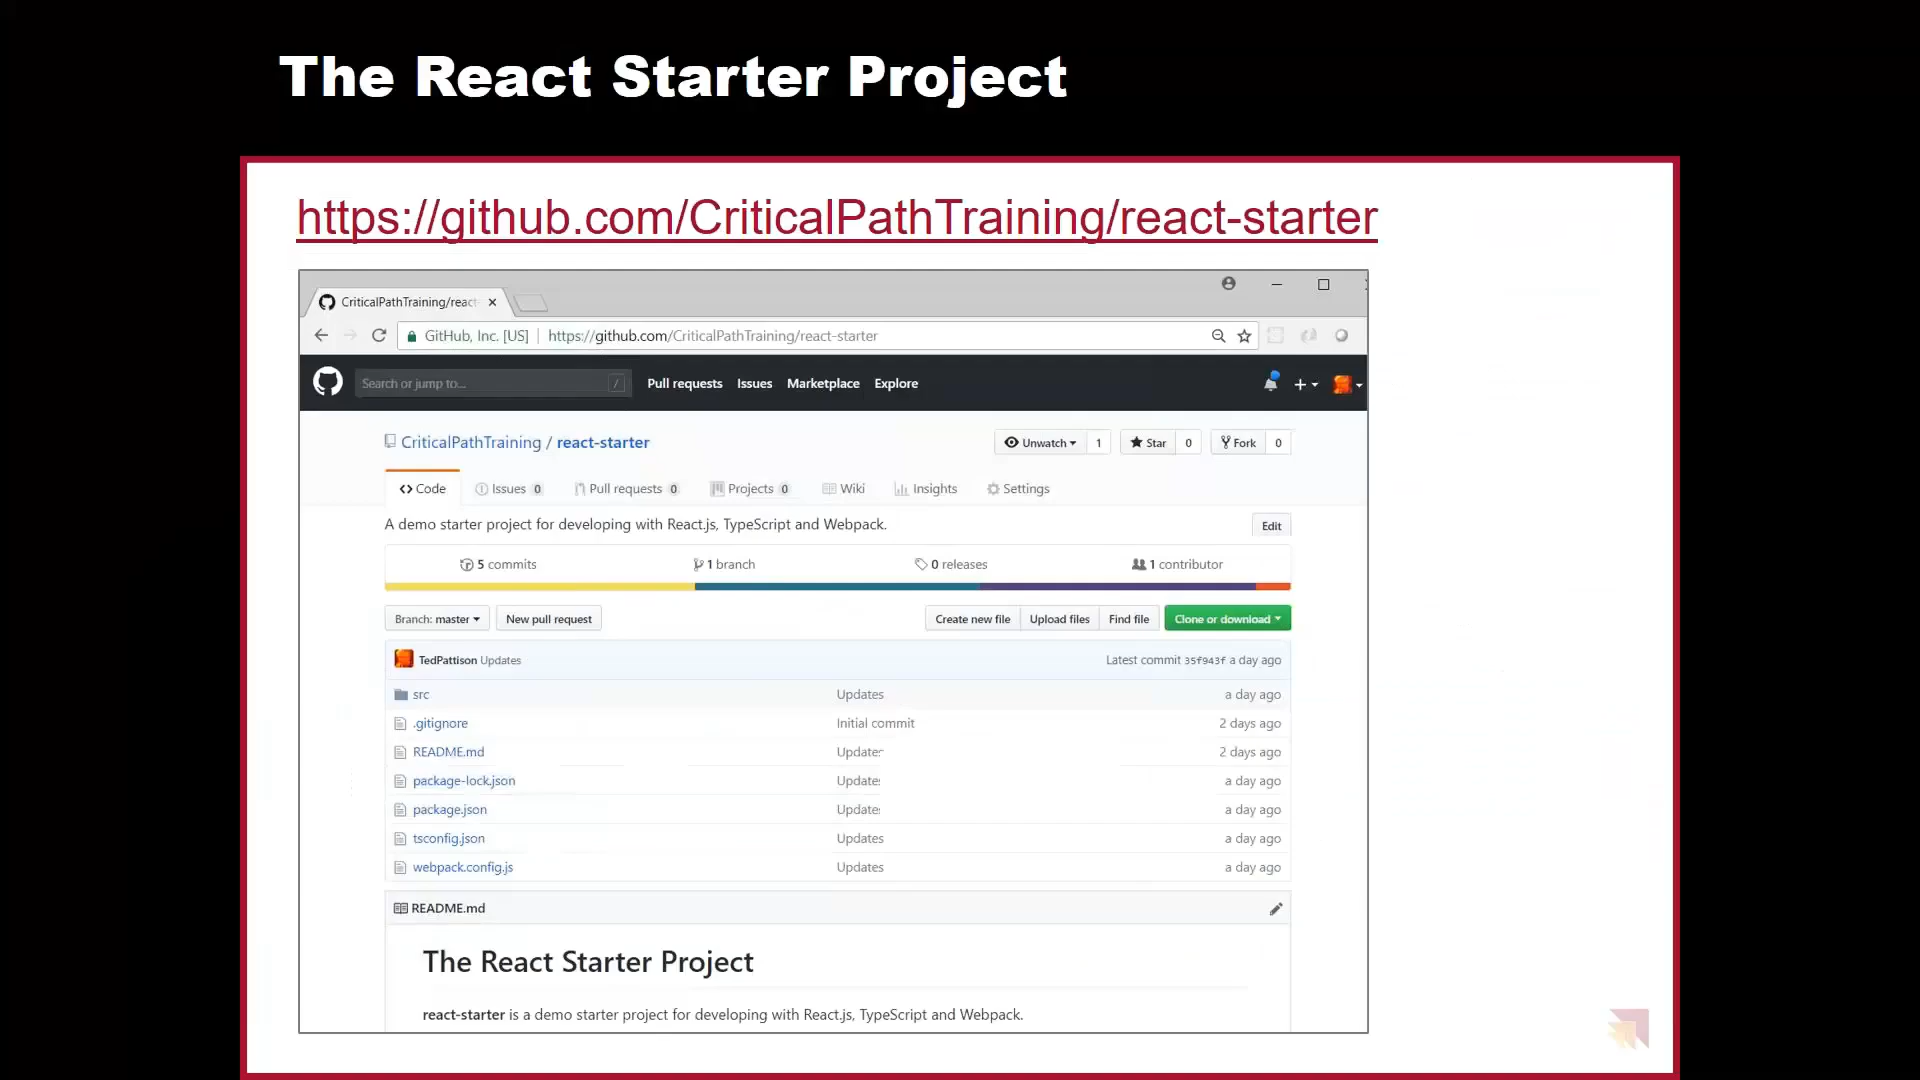 The React Starter Project
https://github.com/CriticalPathTraining/react-starter
CriticalPathTraining/reac
GitHub, Inc. [US] | https://github.com/CriticalPathTraining/react-starter
Search or jump to... / Pull requests Issues Marketplace Explore
CriticalPathTraining / react-starter Unwatch 1 Star 0 Fork 0
<> Code Issues 0 Pull requests 0 Projects 0 Wiki Insights Settings
A demo starter project for developing with React.js, TypeScript and Webpack. Edit
5 commits 1 branch 0 releases 1 contributor
Branch: master New pull request Create new file Upload files Find file Clone or download
TedPattison Updates Latest commit 35f943f a day ago
src Updates a day ago
.gitignore Initial commit 2 days ago
README.md Updates 2 days ago
package-lock.json Updates a day ago
package.json Updates a day ago
tsconfig.json Updates a day ago
webpack.config.js Updates a day ago
README.md
The React Starter Project
react-starter is a demo starter project for developing with React.js, TypeScript and Webpack.